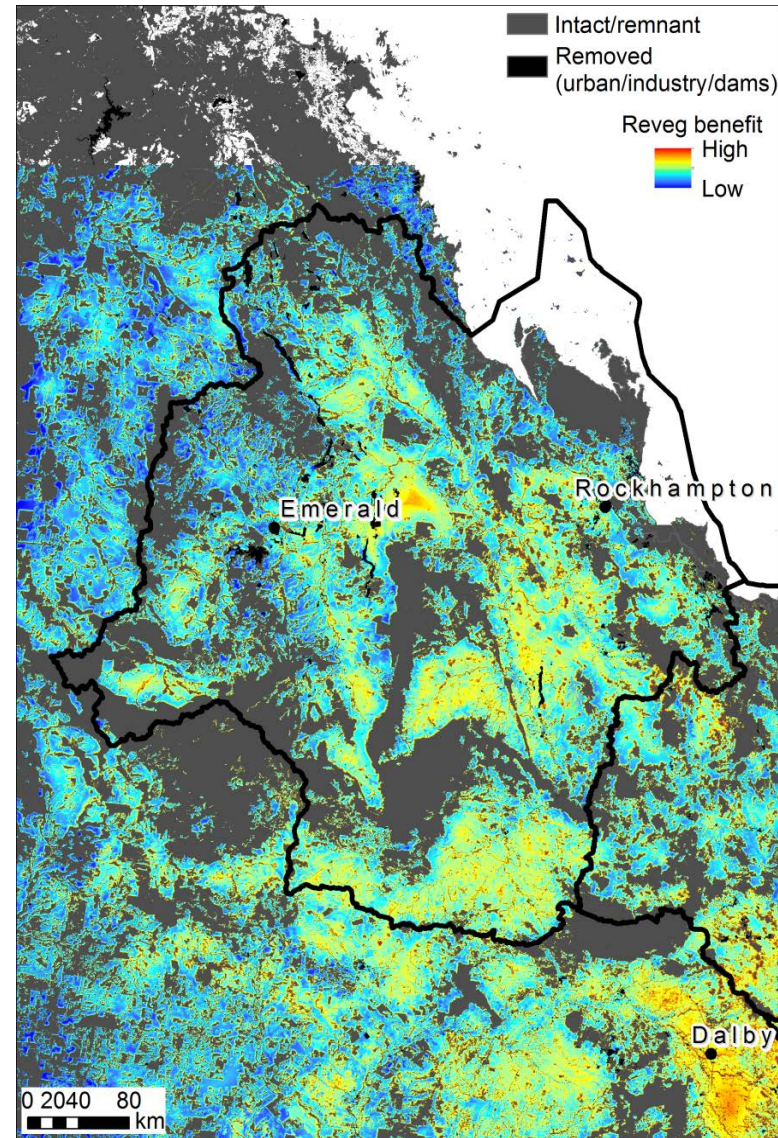 Intact/remnant
Removed
(urban/industry/dams)
Reveg benefit
High
Low
Rockhampton
Emerald
Dalby
0 2040 80
km